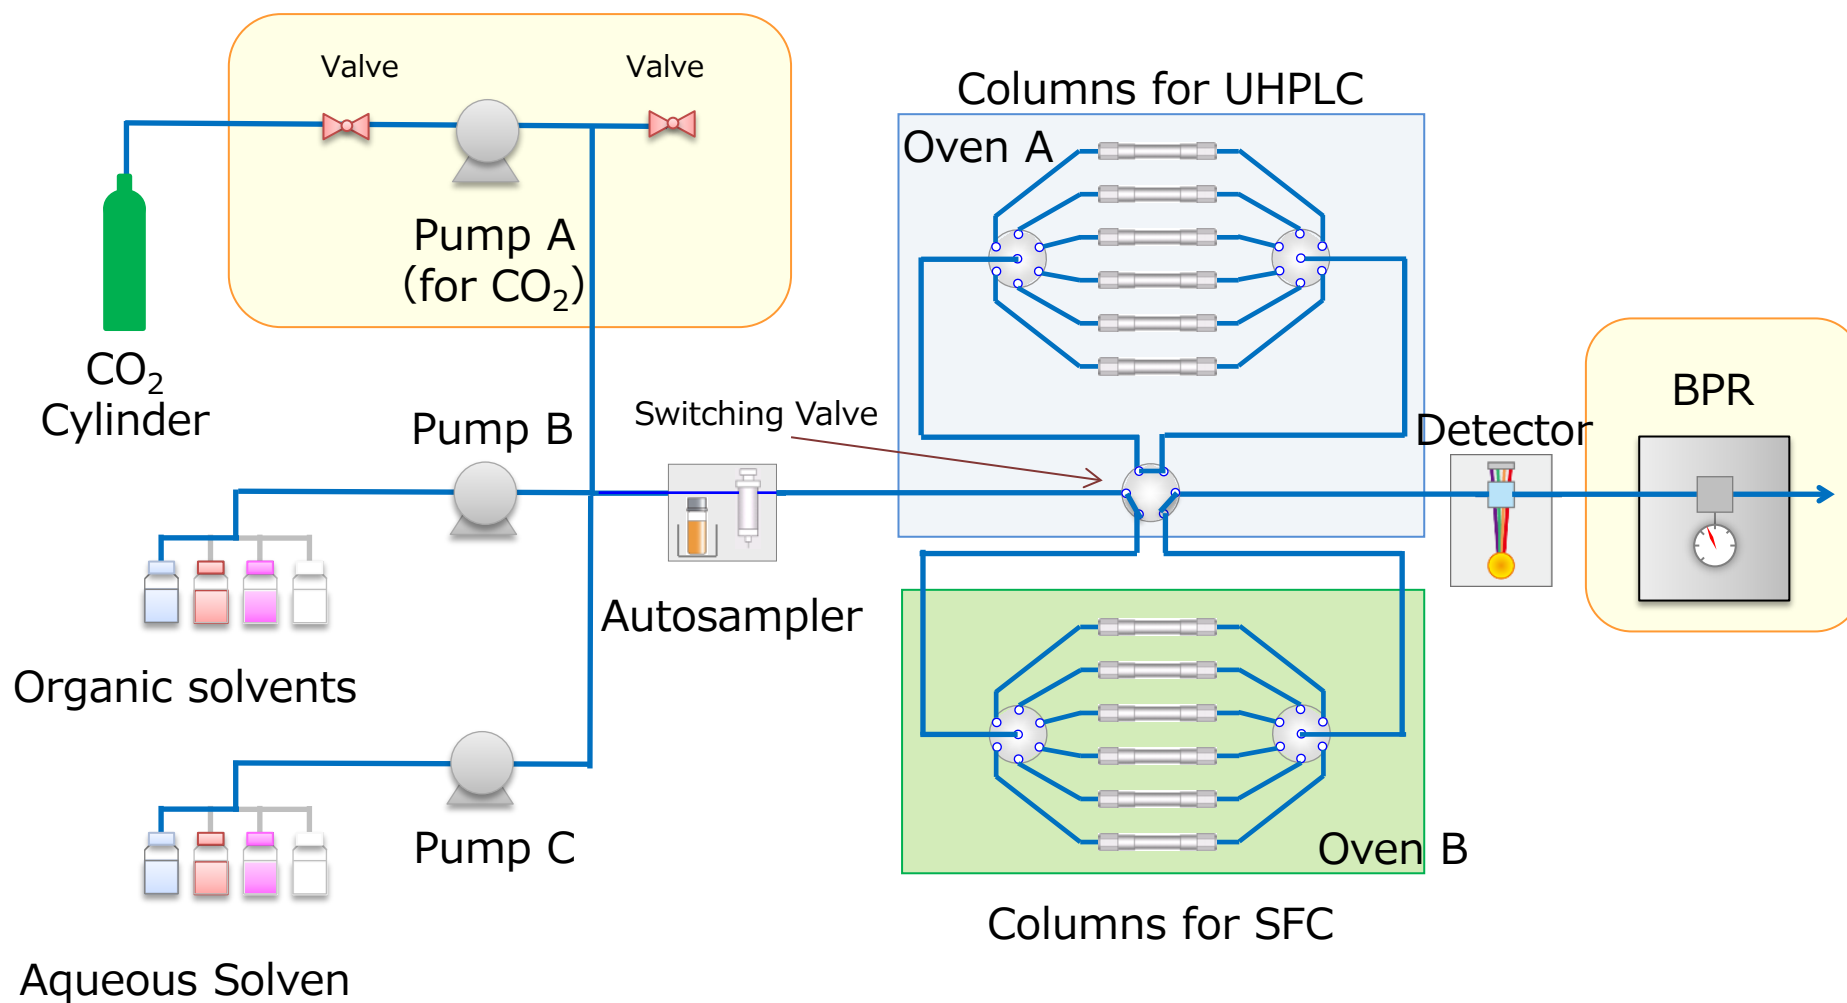 Valve
Valve
Pump A
(for CO₂)
CO₂
Cylinder
Pump B
Organic solvents
Pump C
Aqueous Solven
Switching Valve
Autosampler
Columns for UHPLC
Oven A
Detector
BPR
Oven B
Columns for SFC